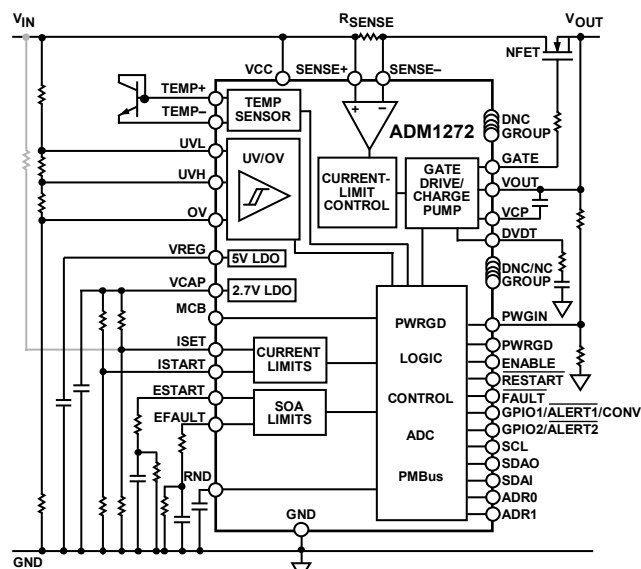 VIN
RSENSE
VOUT
NFET
VCC
SENSE+
SENSE–
TEMP+
TEMP–
TEMP
SENSOR
+
–
ADM1272
DNC
GROUP
UVL
UVH
OV
UV/OV
CURRENT-
LIMIT
CONTROL
GATE
DRIVE/
CHARGE
PUMP
GATE
VOUT
VCP
DVDT
VREG
5V LDO
VCAP
2.7V LDO
DNC/NC
GROUP
MCB
ISET
ISTART
CURRENT
LIMITS
ESTART
EFAULT
SOA
LIMITS
RND
PWRGD
LOGIC
CONTROL
ADC
PMBus
PWGIN
PWRGD
ENABLE
RESTART
FAULT
GPIO1/ALERT1/CONV
GPIO2/ALERT2
SCL
SDAO
SDAI
ADR0
ADR1
GND
GND